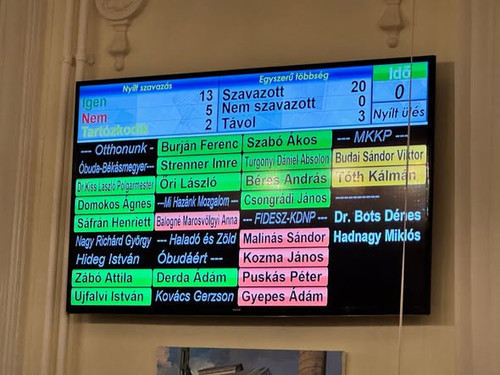 Nyílt szavazás
Egyszerű többség
Idő
Igen 13
Nem 5
Tartózkodik 2
Szavazott 20
Nem szavazott 0
Távol 3
0
Nyílt ülés
--- Otthonunk -
Óbuda-Békásmegyer---
Dr.Kiss László Polgármester
Domokos Ágnes
Sáfrán Henriett
Nagy Richárd György
Hideg István
Zábó Attila
Ujfalvi István
Burján Ferenc
Strenner Imre
Őri László
---Mi Hazánk Mozgalom---
Balogne Marosvölgyi Anna
--- Haladó és Zöld
Óbudáért ---
Derda Ádám
Kovács Gerzson
Szabó Ákos
Turgonyi Dániel Absolon
Béres András
Csongrádi János
--- FIDESZ-KDNP ---
Malinás Sándor
Kozma János
Puskás Péter
Gyepes Ádám
--- MKKP ---
Budai Sándor Viktor
Tóth Kálmán
Dr. Bots Dénes
Hadnagy Miklós